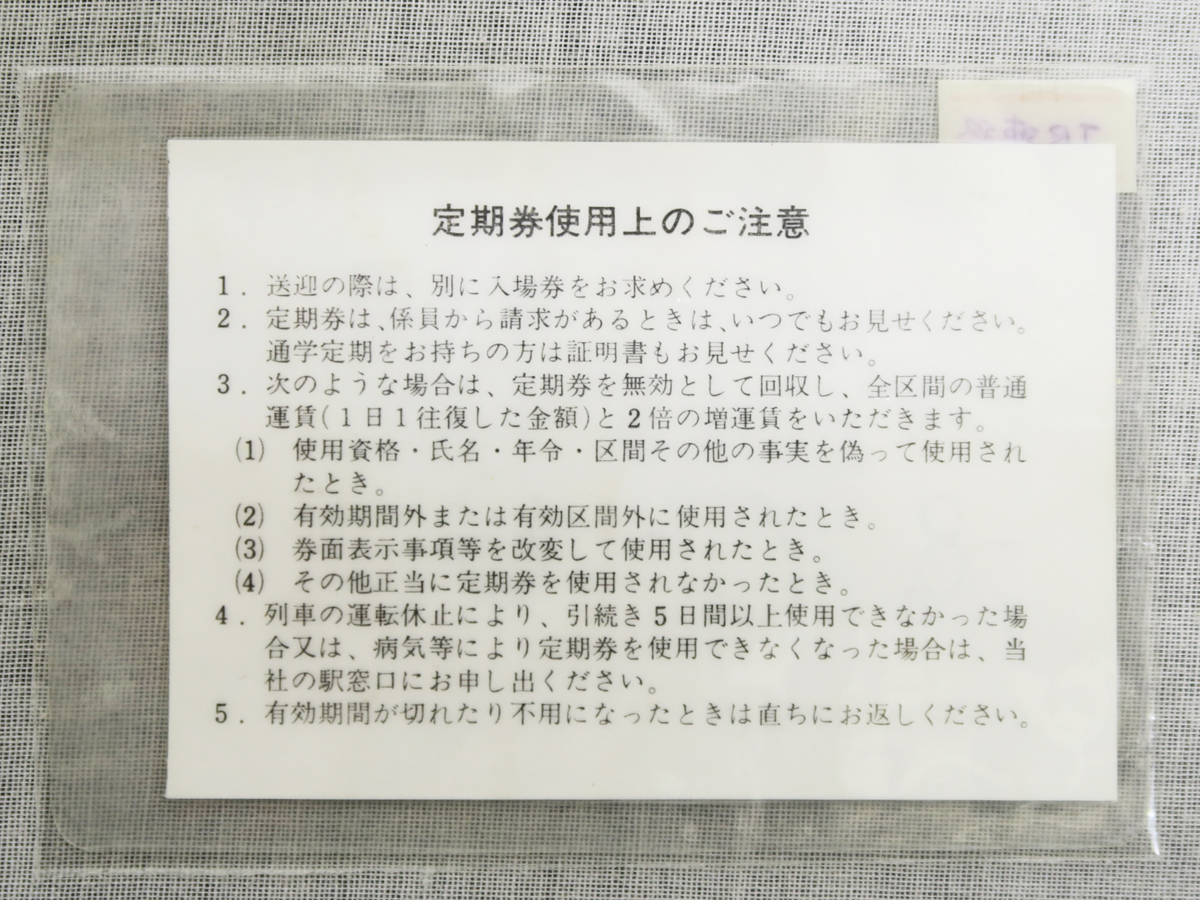 定期券使用上のご注意
1. 送迎の際は、別に入場券をお求めください。
2. 定期券は、係員から請求があるときは、いつでもお見せください。
通学定期をお持ちの方は証明書もお見せください。
3. 次のような場合は、定期券を無効として回収し、全区間の普通
運賃(1日1往復した金額)と2倍の増運賃をいただきます。
(1) 使用資格・氏名・年令・区間その他の事実を偽って使用され
たとき。
(2) 有効期間外または有効区間外に使用されたとき。
(3) 券面表示事項等を改変して使用されたとき。
(4) その他正当に定期券を使用されなかったとき。
4. 列車の運転休止により、引続き5日間以上使用できなかった場
合又は、病気等により定期券を使用できなくなった場合は、当
社の駅窓口にお申し出ください。
5. 有効期間が切れたり不用になったときは直ちにお返しください。